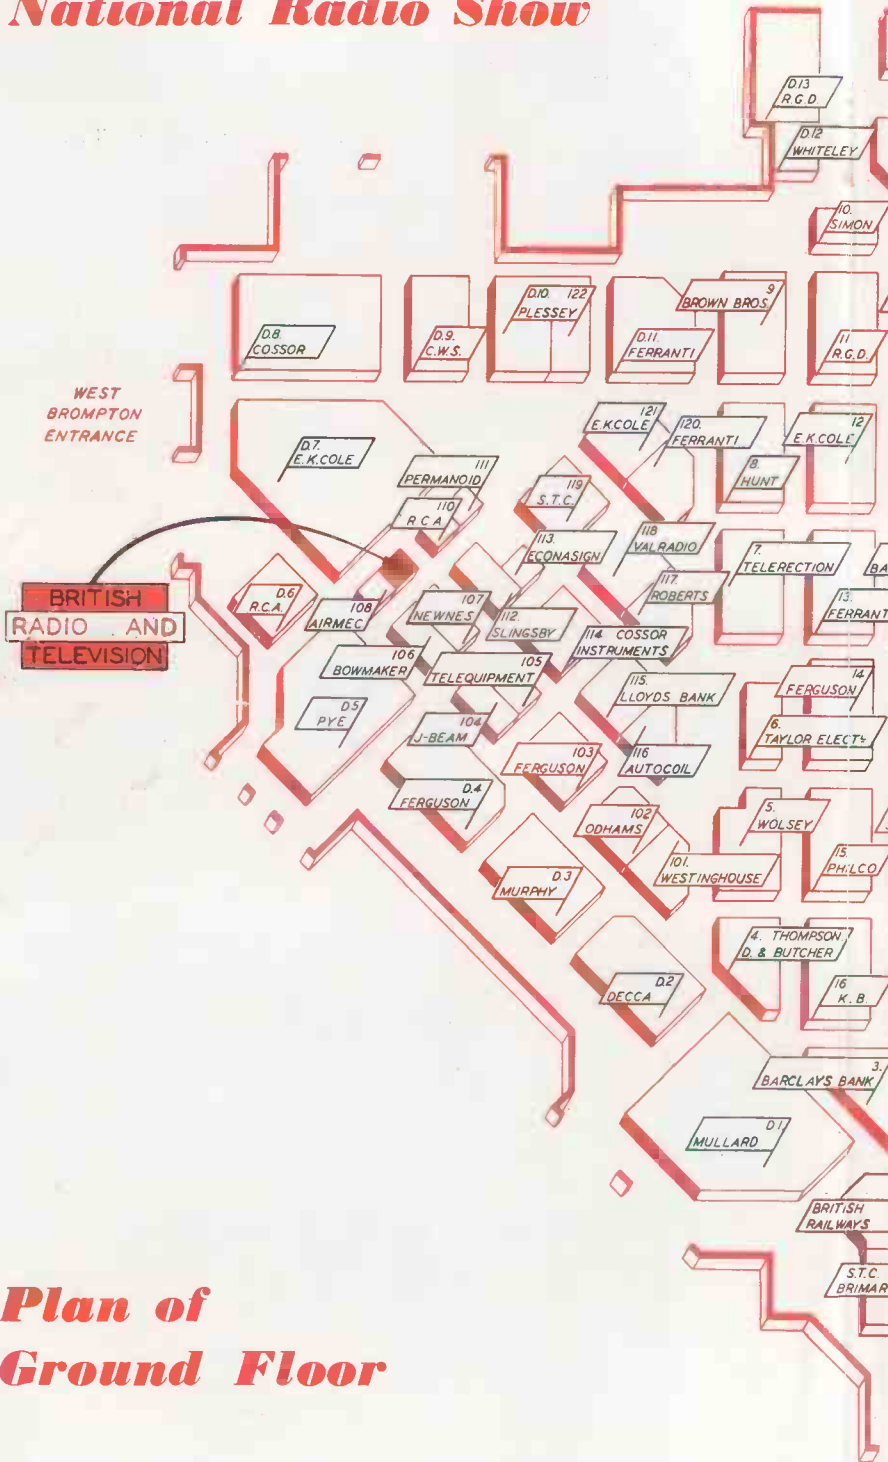 National Radio Show
D.13
R.G.D.
D.12
WHITELEY
10.
SIMON
D.8.
COSSOR
D.9.
C.W.S.
D.10. 122
PLESSEY
D.11.
FERRANTI
9
BROWN BROS.
11
R.G.D.
WEST
BROMPTON
ENTRANCE
D.7.
E.K.COLE
111
PERMANOID
110
R C A
119
S.T.C.
121
E.K.COLE
120.
FERRANTI
8.
HUNT
12
E.K.COLE
113.
ECONASIGN
118
VALRADIO
7.
TELERECTION
BA
BRITISH
RADIO AND
TELEVISION
D.6
R.C.A.
108
AIRMEC
107
NEWNES
112.
SLINGSBY
117.
ROBERTS
13.
FERRANT
106
BOWMAKER
105
TELEQUIPMENT
114. COSSOR
INSTRUMENTS
115.
LLOYDS BANK
14
FERGUSON
D.5
PYE
104
J-BEAM
103
FERGUSON
116
AUTOCOIL
6.
TAYLOR ELECTS
D.4
FERGUSON
102
ODHAMS
5.
WOLSEY
D.3
MURPHY
101.
WESTINGHOUSE
15.
PHILCO
4. THOMPSON
D. & BUTCHER
D.2
DECCA
16
K.B.
3.
BARCLAYS BANK
D1.
MULLARD
BRITISH
RAILWAYS
S.T.C.
BRIMAR
Plan of
Ground Floor